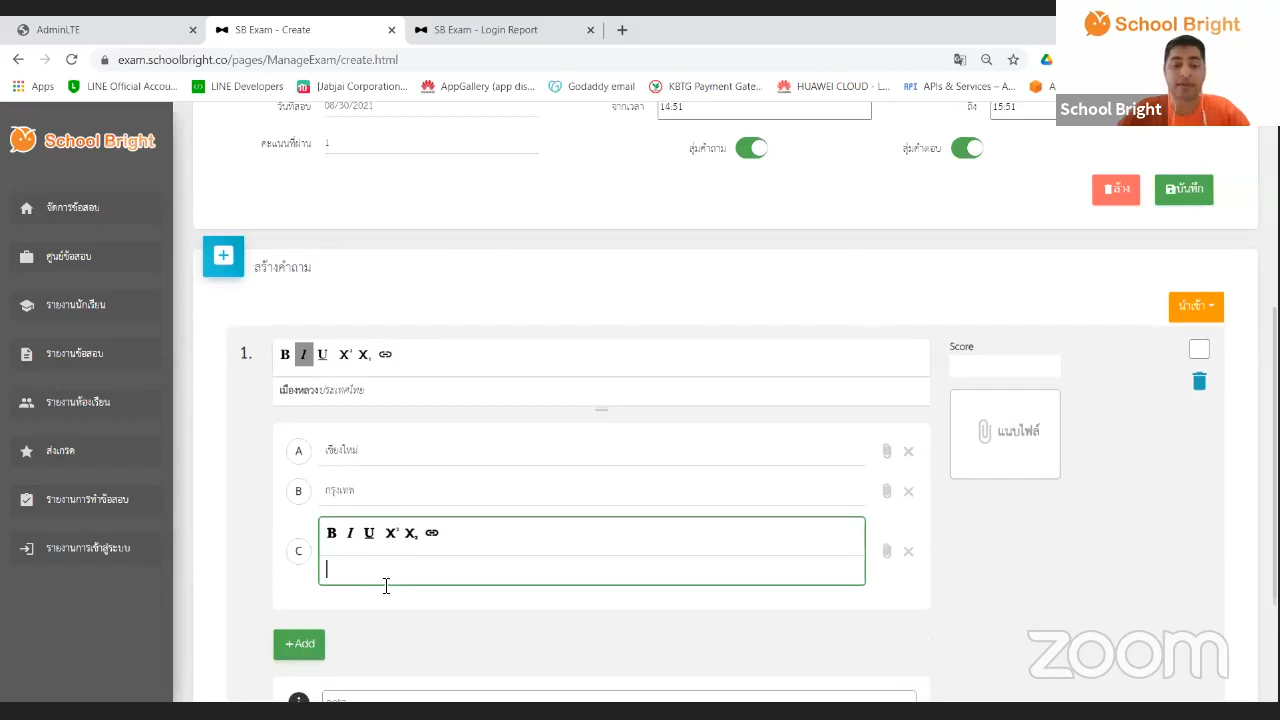 AdminLTE
SB Exam - Create
SB Exam - Login Report
School Bright
exam.schoolbright.co/pages/ManageExam/create.html
Apps
LINE Official Accou...
LINE Developers
Jabjai Corporation...
AppGallery (app dis...
Godaddy email
KBTG Payment Gate...
HUAWEI CLOUD - L...
API APIs & Services – A...
School Bright
School Bright
วันที่สอบ 08/30/2021
จากเวลา 14:51
ถึง 15:51
คะแนนที่ผ่าน 1
สุ่มคำถาม
สุ่มคำตอบ
ล้าง
บันทึก
จัดการข้อสอบ
ศูนย์ข้อสอบ
รายงานนักเรียน
รายงานข้อสอบ
รายงานห้องเรียน
ส่งเกรด
รายงานการทำข้อสอบ
รายงานการเข้าสู่ระบบ
สร้างคำถาม
นำเข้า
1.
B I U X² X,
Score
เมืองหลวงประเทศไทย
แนบไฟล์
A เชียงใหม่
B กรุงเทพ
B I U X² X₂
C
+Add
note
zoom